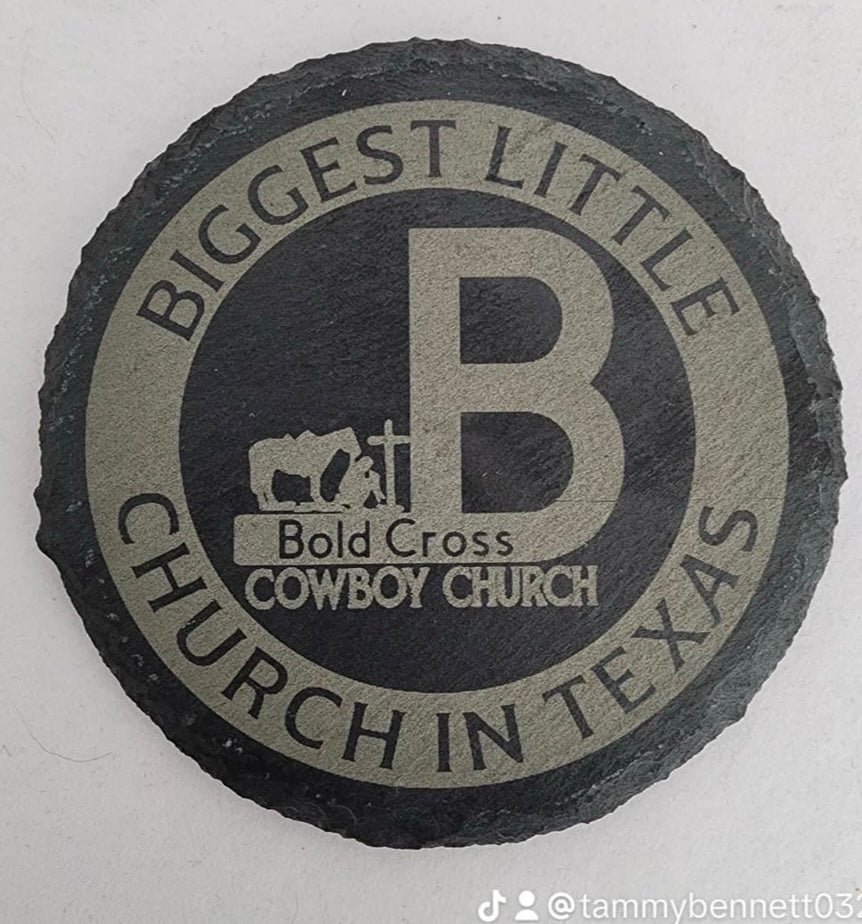 BIGGEST LITTLE
B
Bold Cross
COWBOY CHURCH
CHURCH IN TEXAS
@tammybennett03